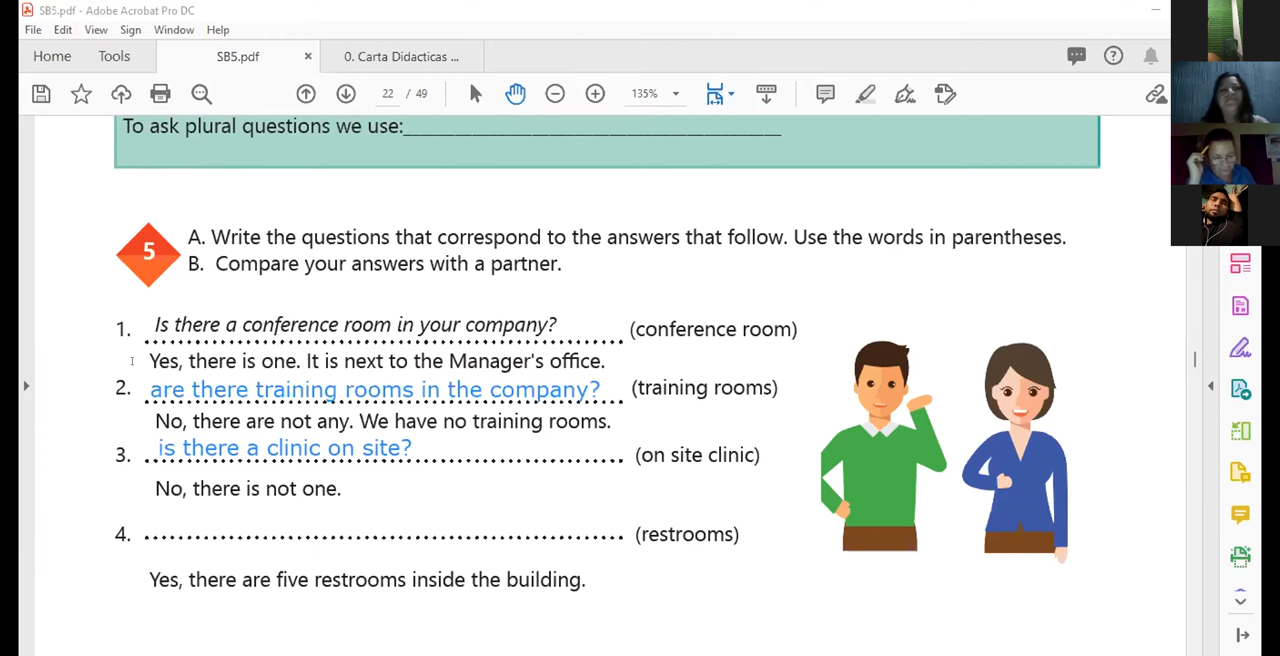 SB5.pdf - Adobe Acrobat Pro DC
File Edit View Sign Window Help
Home Tools SB5.pdf × 0. Carta Didacticas ...
22 / 49 135%
To ask plural questions we use:
5
A. Write the questions that correspond to the answers that follow. Use the words in parentheses.
B. Compare your answers with a partner.
1. Is there a conference room in your company? (conference room)
Yes, there is one. It is next to the Manager's office.
2. are there training rooms in the company? (training rooms)
No, there are not any. We have no training rooms.
3. is there a clinic on site? (on site clinic)
No, there is not one.
4. (restrooms)
Yes, there are five restrooms inside the building.